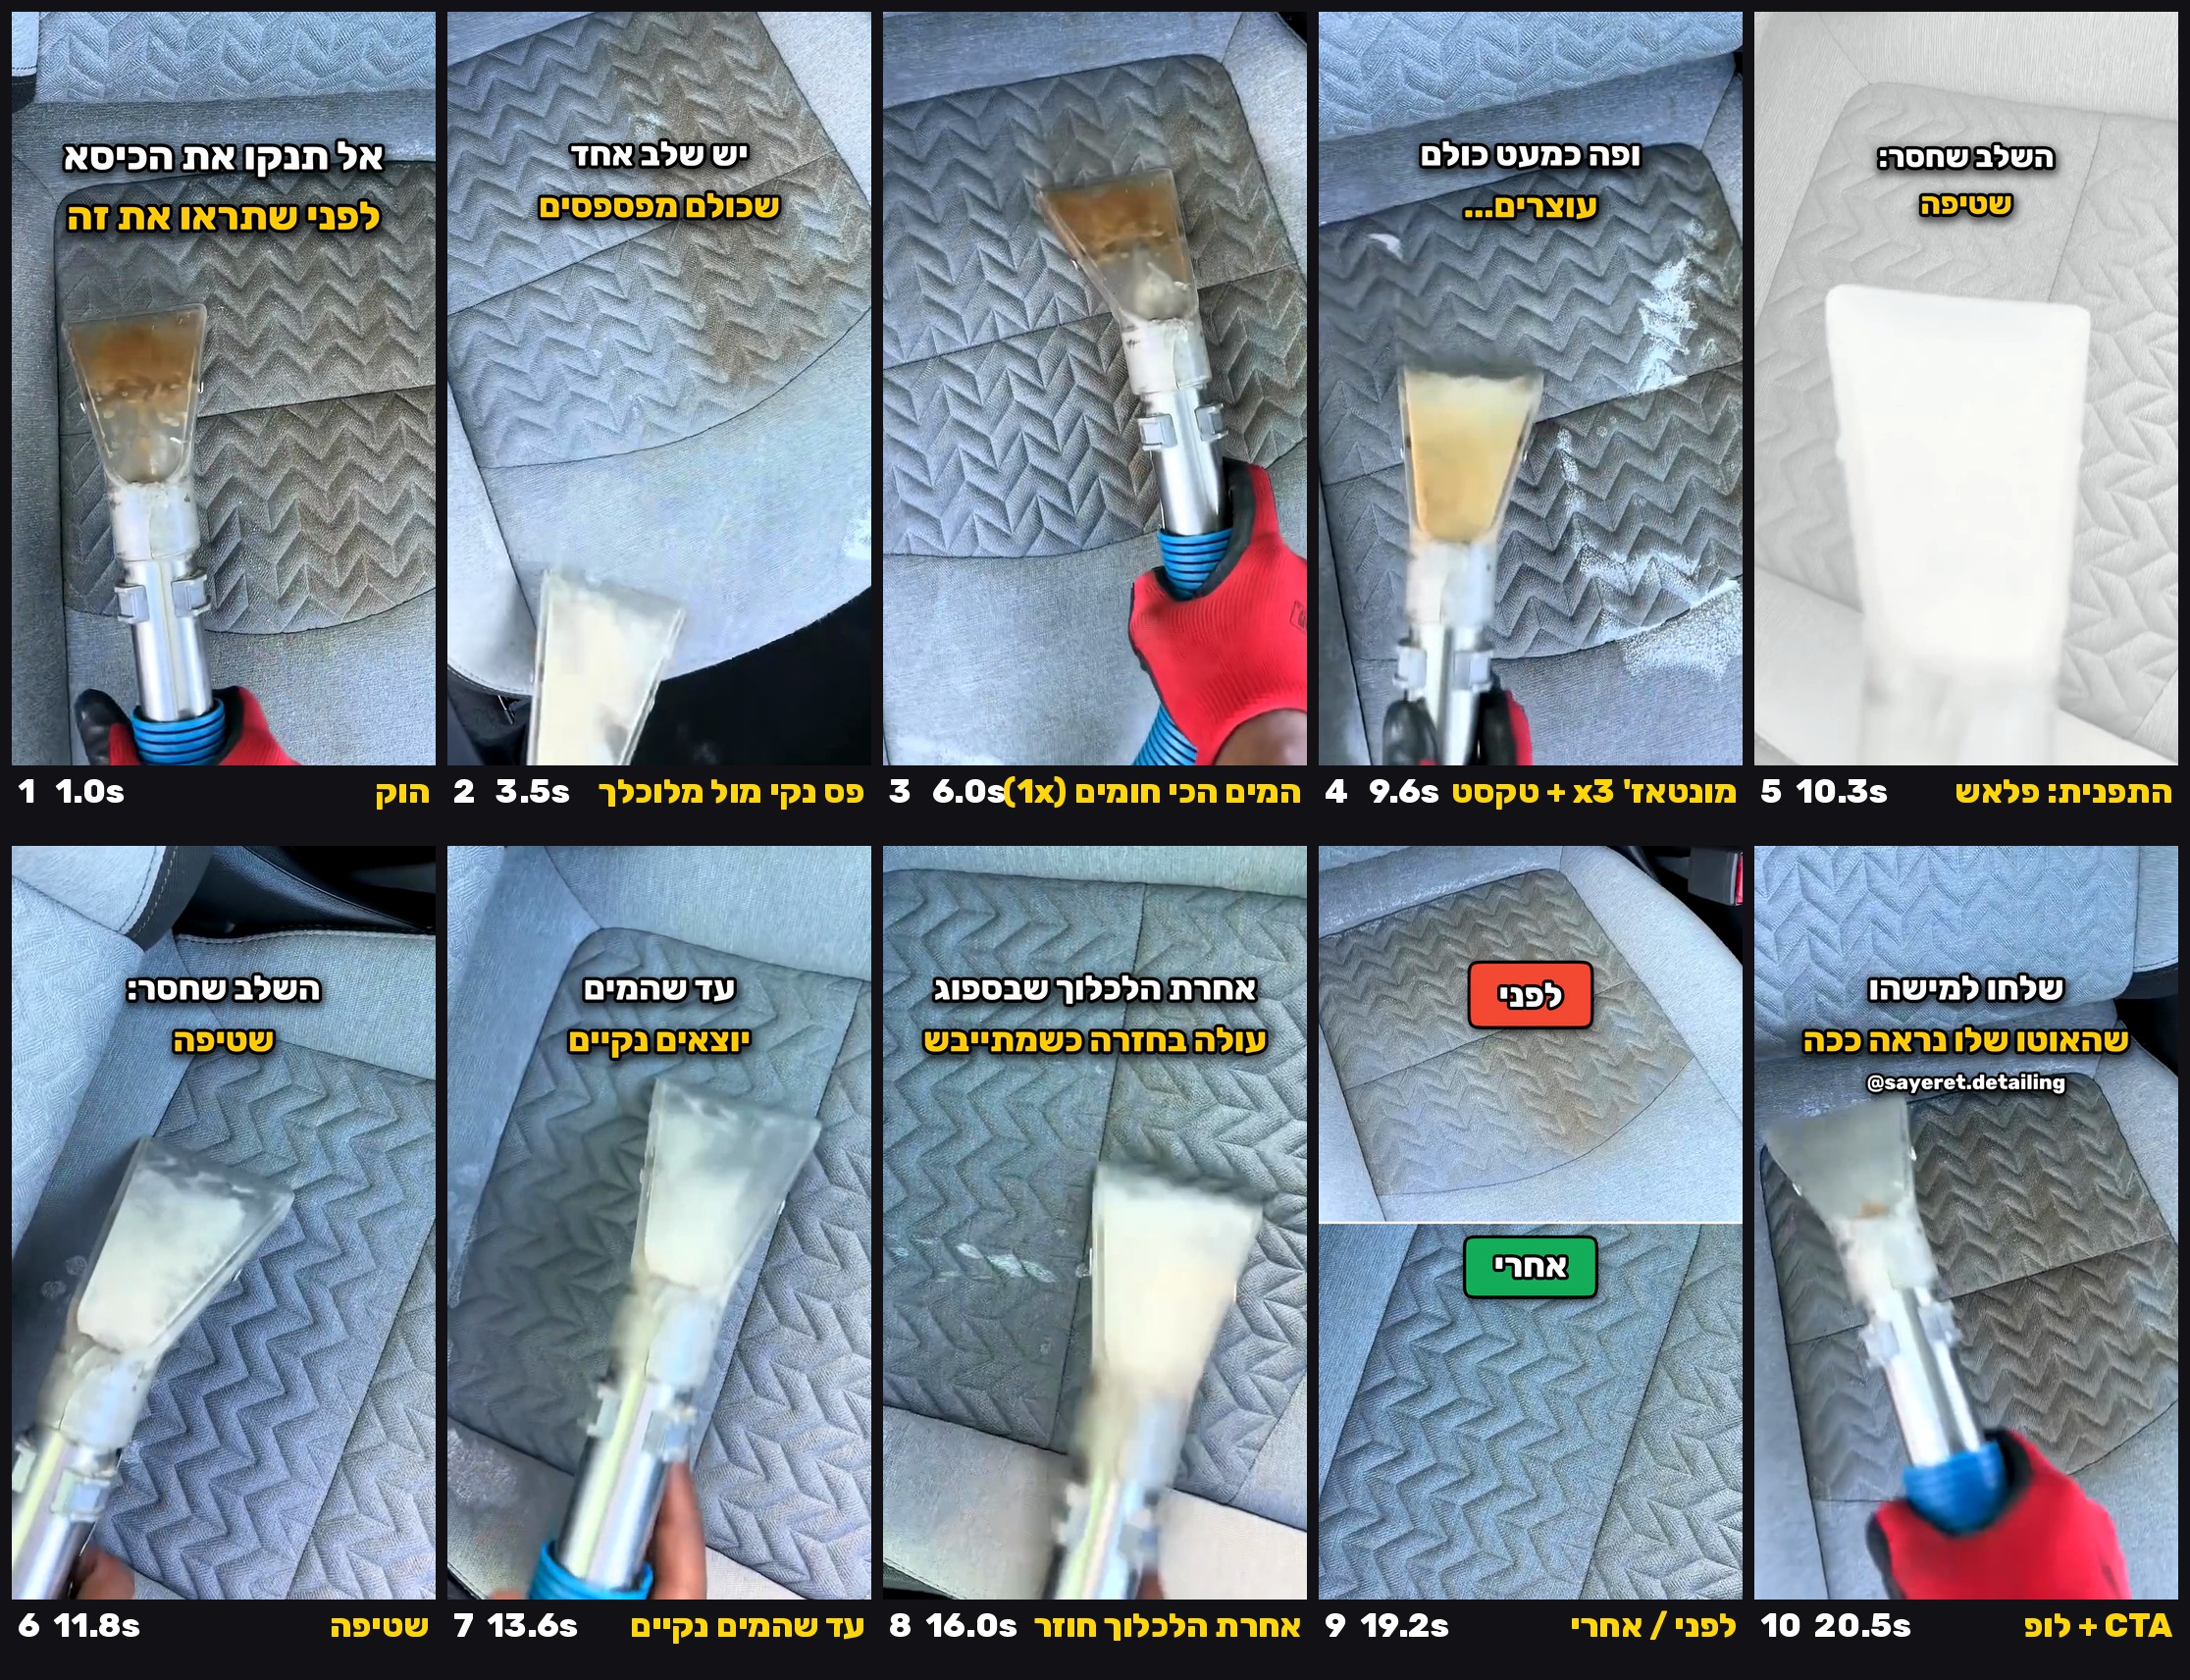 אל תנקו את הכיסא
לפני שתראו את זה
1 1.0s הוק
יש שלב אחד
שכולם מפספסים
2 3.5s פס נקי מול מלוכלך
3 6.0s המים הכי חומים (1x)
ופה כמעט כולם
עוצרים...
4 9.6s מונטאז' x3 + טקסט
השלב שחסר:
שטיפה
5 10.3s התפנית: פלאש
השלב שחסר:
שטיפה
6 11.8s שטיפה
עד שהמים
יוצאים נקיים
7 13.6s עד שהמים נקיים
אחרת הלכלוך שבספוג
עולה בחזרה כשמתייבש
8 16.0s אחרת הלכלוך חוזר
לפני
אחרי
9 19.2s לפני / אחרי
שלחו למישהו
שהאוטו שלו נראה ככה
@sayeret.detailing
10 20.5s CTA + לופ